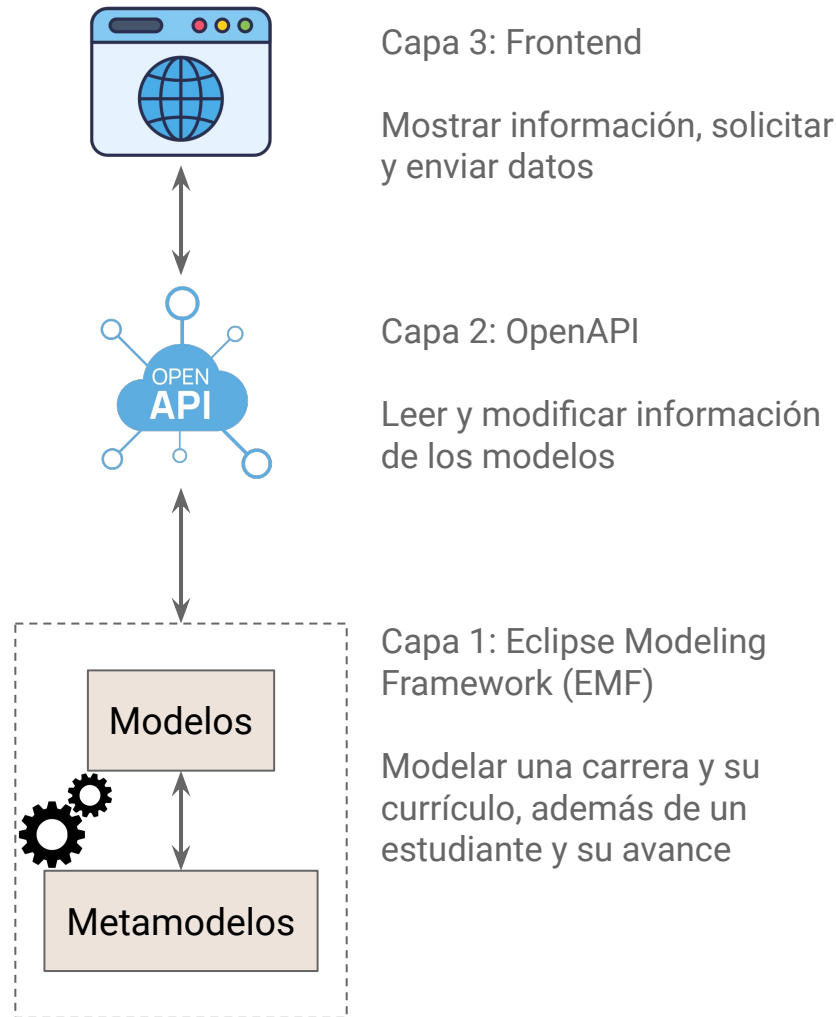 Capa 3: Frontend
Mostrar información, solicitar
y enviar datos
OPEN
API
Capa 2: OpenAPI
Leer y modificar información
de los modelos
Capa 1: Eclipse Modeling
Framework (EMF)
Modelar una carrera y su
currículo, además de un
estudiante y su avance
Modelos
Metamodelos